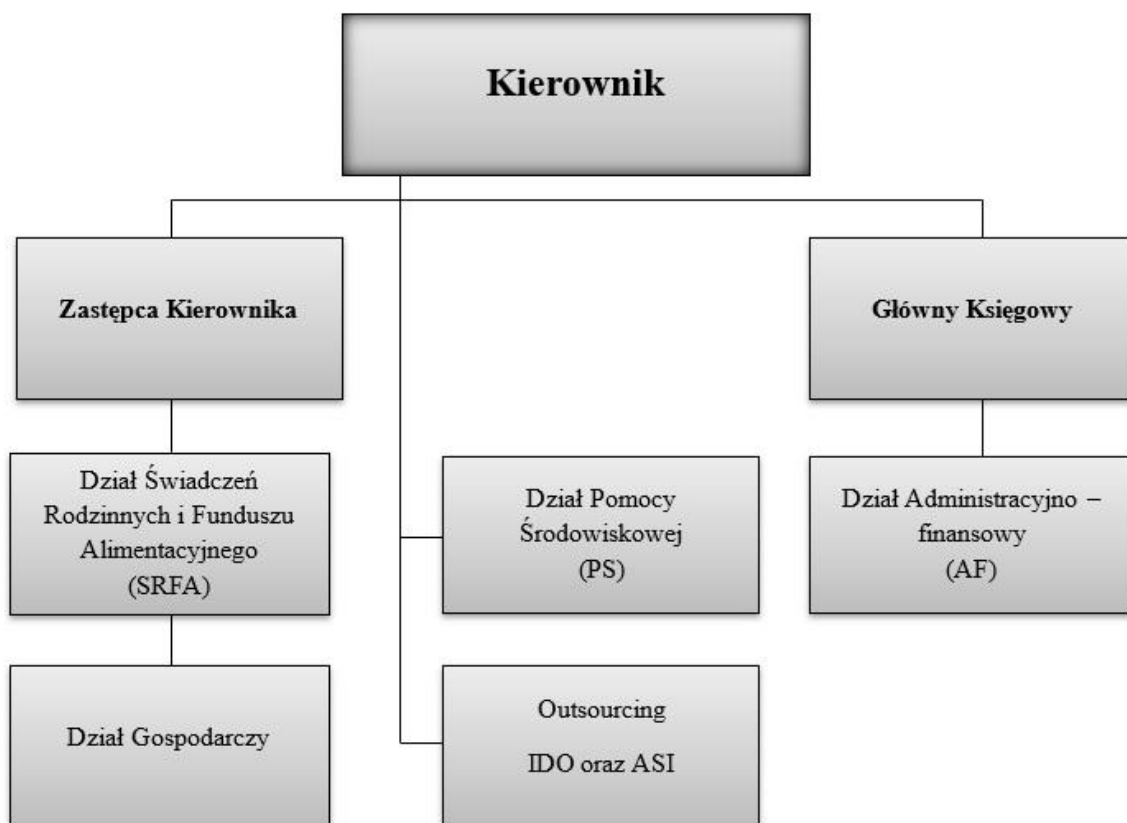 Kierownik
Zastępca Kierownika
Główny Księgowy
Dział Świadczeń
Rodzinnych i Funduszu
Alimentacyjnego
(SRFA)
Dział Pomocy
Środowiskowej
(PS)
Dział Administracyjno –
finansowy
(AF)
Dział Gospodarczy
Outsourcing
IDO oraz ASI